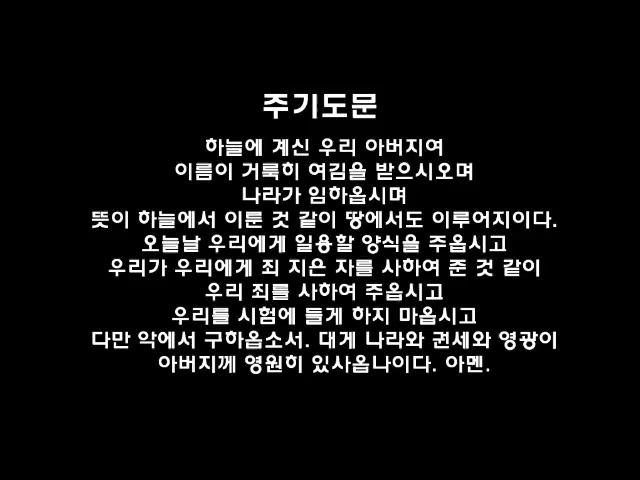 주기도문
하늘에 계신 우리 아버지여
이름이 거룩히 여김을 받으시오며
나라가 임하옵시며
뜻이 하늘에서 이룬 것 같이 땅에서도 이루어지이다.
오늘날 우리에게 일용할 양식을 주옵시고
우리가 우리에게 죄 지은 자를 사하여 준 것 같이
우리 죄를 사하여 주옵시고
우리를 시험에 들게 하지 마옵시고
다만 악에서 구하옵소서. 대게 나라와 권세와 영광이
아버지께 영원히 있사옵나이다. 아멘.